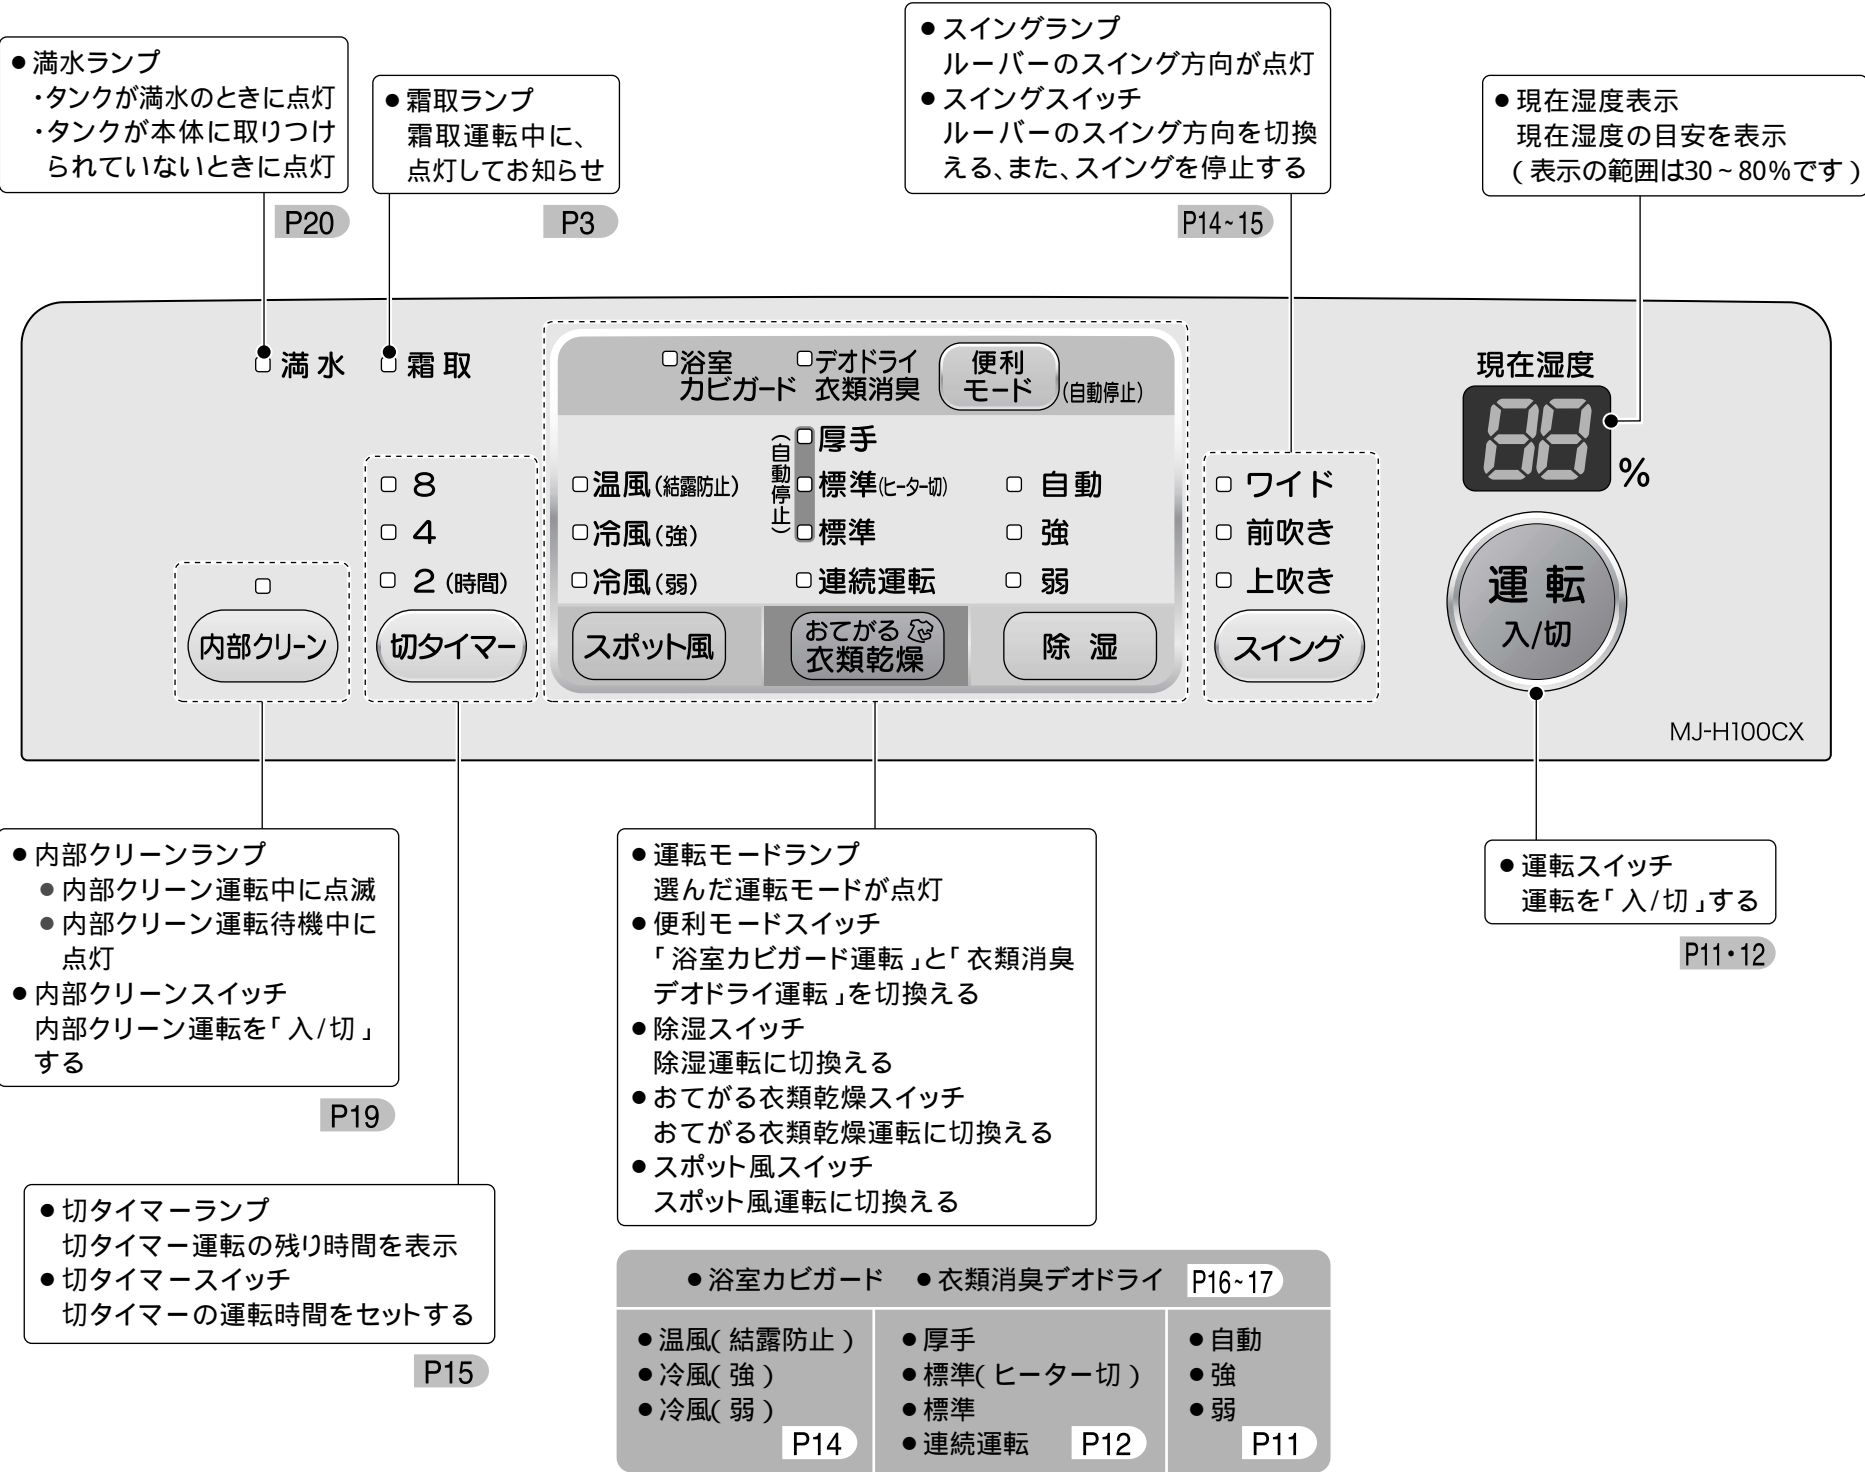 ●満水ランプ
・タンクが満水のときに点灯
・タンクが本体に取りつけ
られていないときに点灯
P20
●霜取ランプ
霜取運転中に、
点灯してお知らせ
P3
●スイングランプ
ルーバーのスイング方向が点灯
●スイングスイッチ
ルーバーのスイング方向を切換
える、また、スイングを停止する
P14~15
●現在湿度表示
現在湿度の目安を表示
(表示の範囲は30~80%です)
満水
霜取
浴室
カビガード
デオドライ
衣類消臭
便利
モード
(自動停止)
現在湿度
88
%
8
4
2 (時間)
内部クリーン
切タイマー
温風(結露防止)
冷風(強)
冷風(弱)
スポット風
(自動停止)
厚手
標準(ヒーター切)
標準
連続運転
おてがる
衣類乾燥
自動
強
弱
除湿
ワイド
前吹き
上吹き
スイング
運転
入/切
MJ-H100CX
●内部クリーンランプ
●内部クリーン運転中に点滅
●内部クリーン運転待機中に
点灯
●内部クリーンスイッチ
内部クリーン運転を「入/切」
する
P19
●切タイマーランプ
切タイマー運転の残り時間を表示
●切タイマースイッチ
切タイマーの運転時間をセットする
P15
●運転モードランプ
選んだ運転モードが点灯
●便利モードスイッチ
「浴室カビガード運転」と「衣類消臭
デオドライ運転」を切換える
●除湿スイッチ
除湿運転に切換える
●おてがる衣類乾燥スイッチ
おてがる衣類乾燥運転に切換える
●スポット風スイッチ
スポット風運転に切換える
●運転スイッチ
運転を「入/切」する
P11・12
●浴室カビガード ●衣類消臭デオドライ P16~17
●温風(結露防止)
●冷風(強)
●冷風(弱)
P14
●厚手
●標準(ヒーター切)
●標準
●連続運転 P12
●自動
●強
●弱
P11